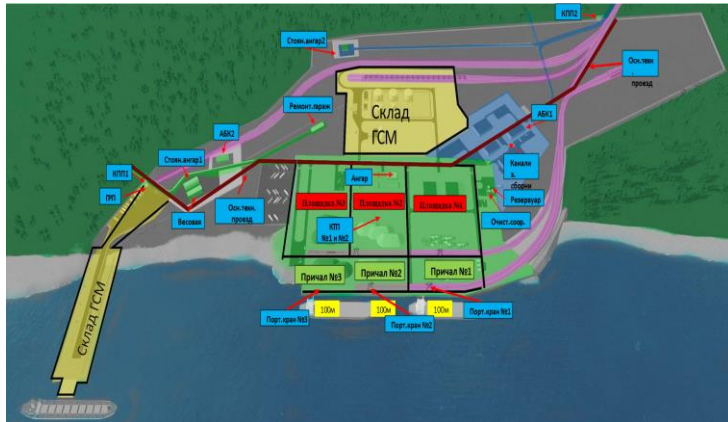 КПП2
Стоян.ангар2
Осн.техн
.
проезд
Склад
ГСМ
АБК1
Ремонт.гараж
АБК2
Стоян.ангар1
КПП1
ПРП
Весовая
Осн.техн.
проезд
Ангар
Канали
з.
сборни
Резервуар
Очист.соор.
Площадка №3
Площадка №2
Площадка №1
КТП
№1 и №2
Причал №3
Причал №2
Причал №1
100м
100м
100м
Порт.кран №3
Порт.кран №2
Порт.кран №1
Склад ГСМ